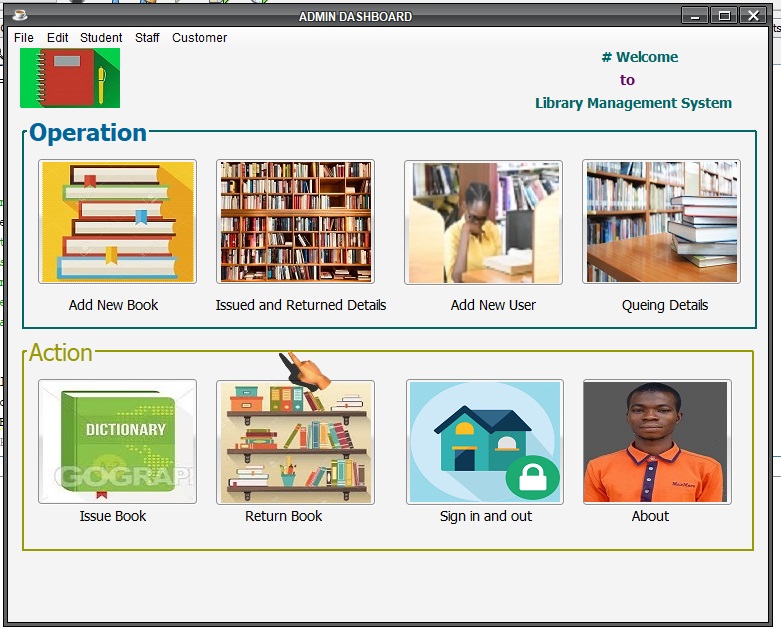 ADMIN DASHBOARD
File Edit Student Staff Customer
# Welcome
to
Library Management System
Operation
Add New Book
Issued and Returned Details
Add New User
Queing Details
Action
DICTIONARY
GOGRAP
Issue Book
Return Book
Sign in and out
About